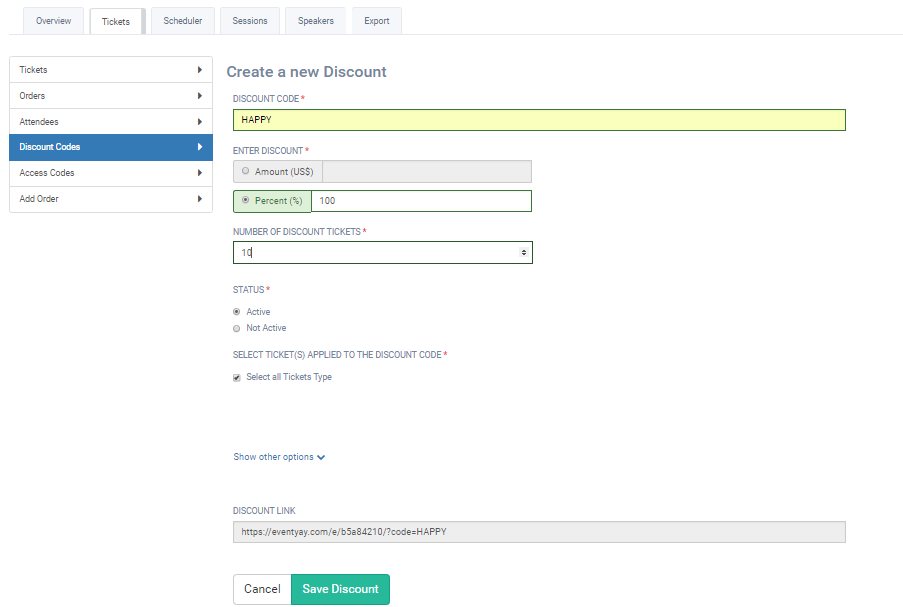 Overview
Tickets
Scheduler
Sessions
Speakers
Export
Tickets
Orders
Attendees
Discount Codes
Access Codes
Add Order
Create a new Discount
DISCOUNT CODE *
HAPPY
ENTER DISCOUNT *
Amount (US$)
Percent (%) 100
NUMBER OF DISCOUNT TICKETS *
10
STATUS *
Active
Not Active
SELECT TICKET(S) APPLIED TO THE DISCOUNT CODE *
Select all Tickets Type
Show other options
DISCOUNT LINK
https://eventyay.com/e/b5a84210/?code=HAPPY
Cancel
Save Discount